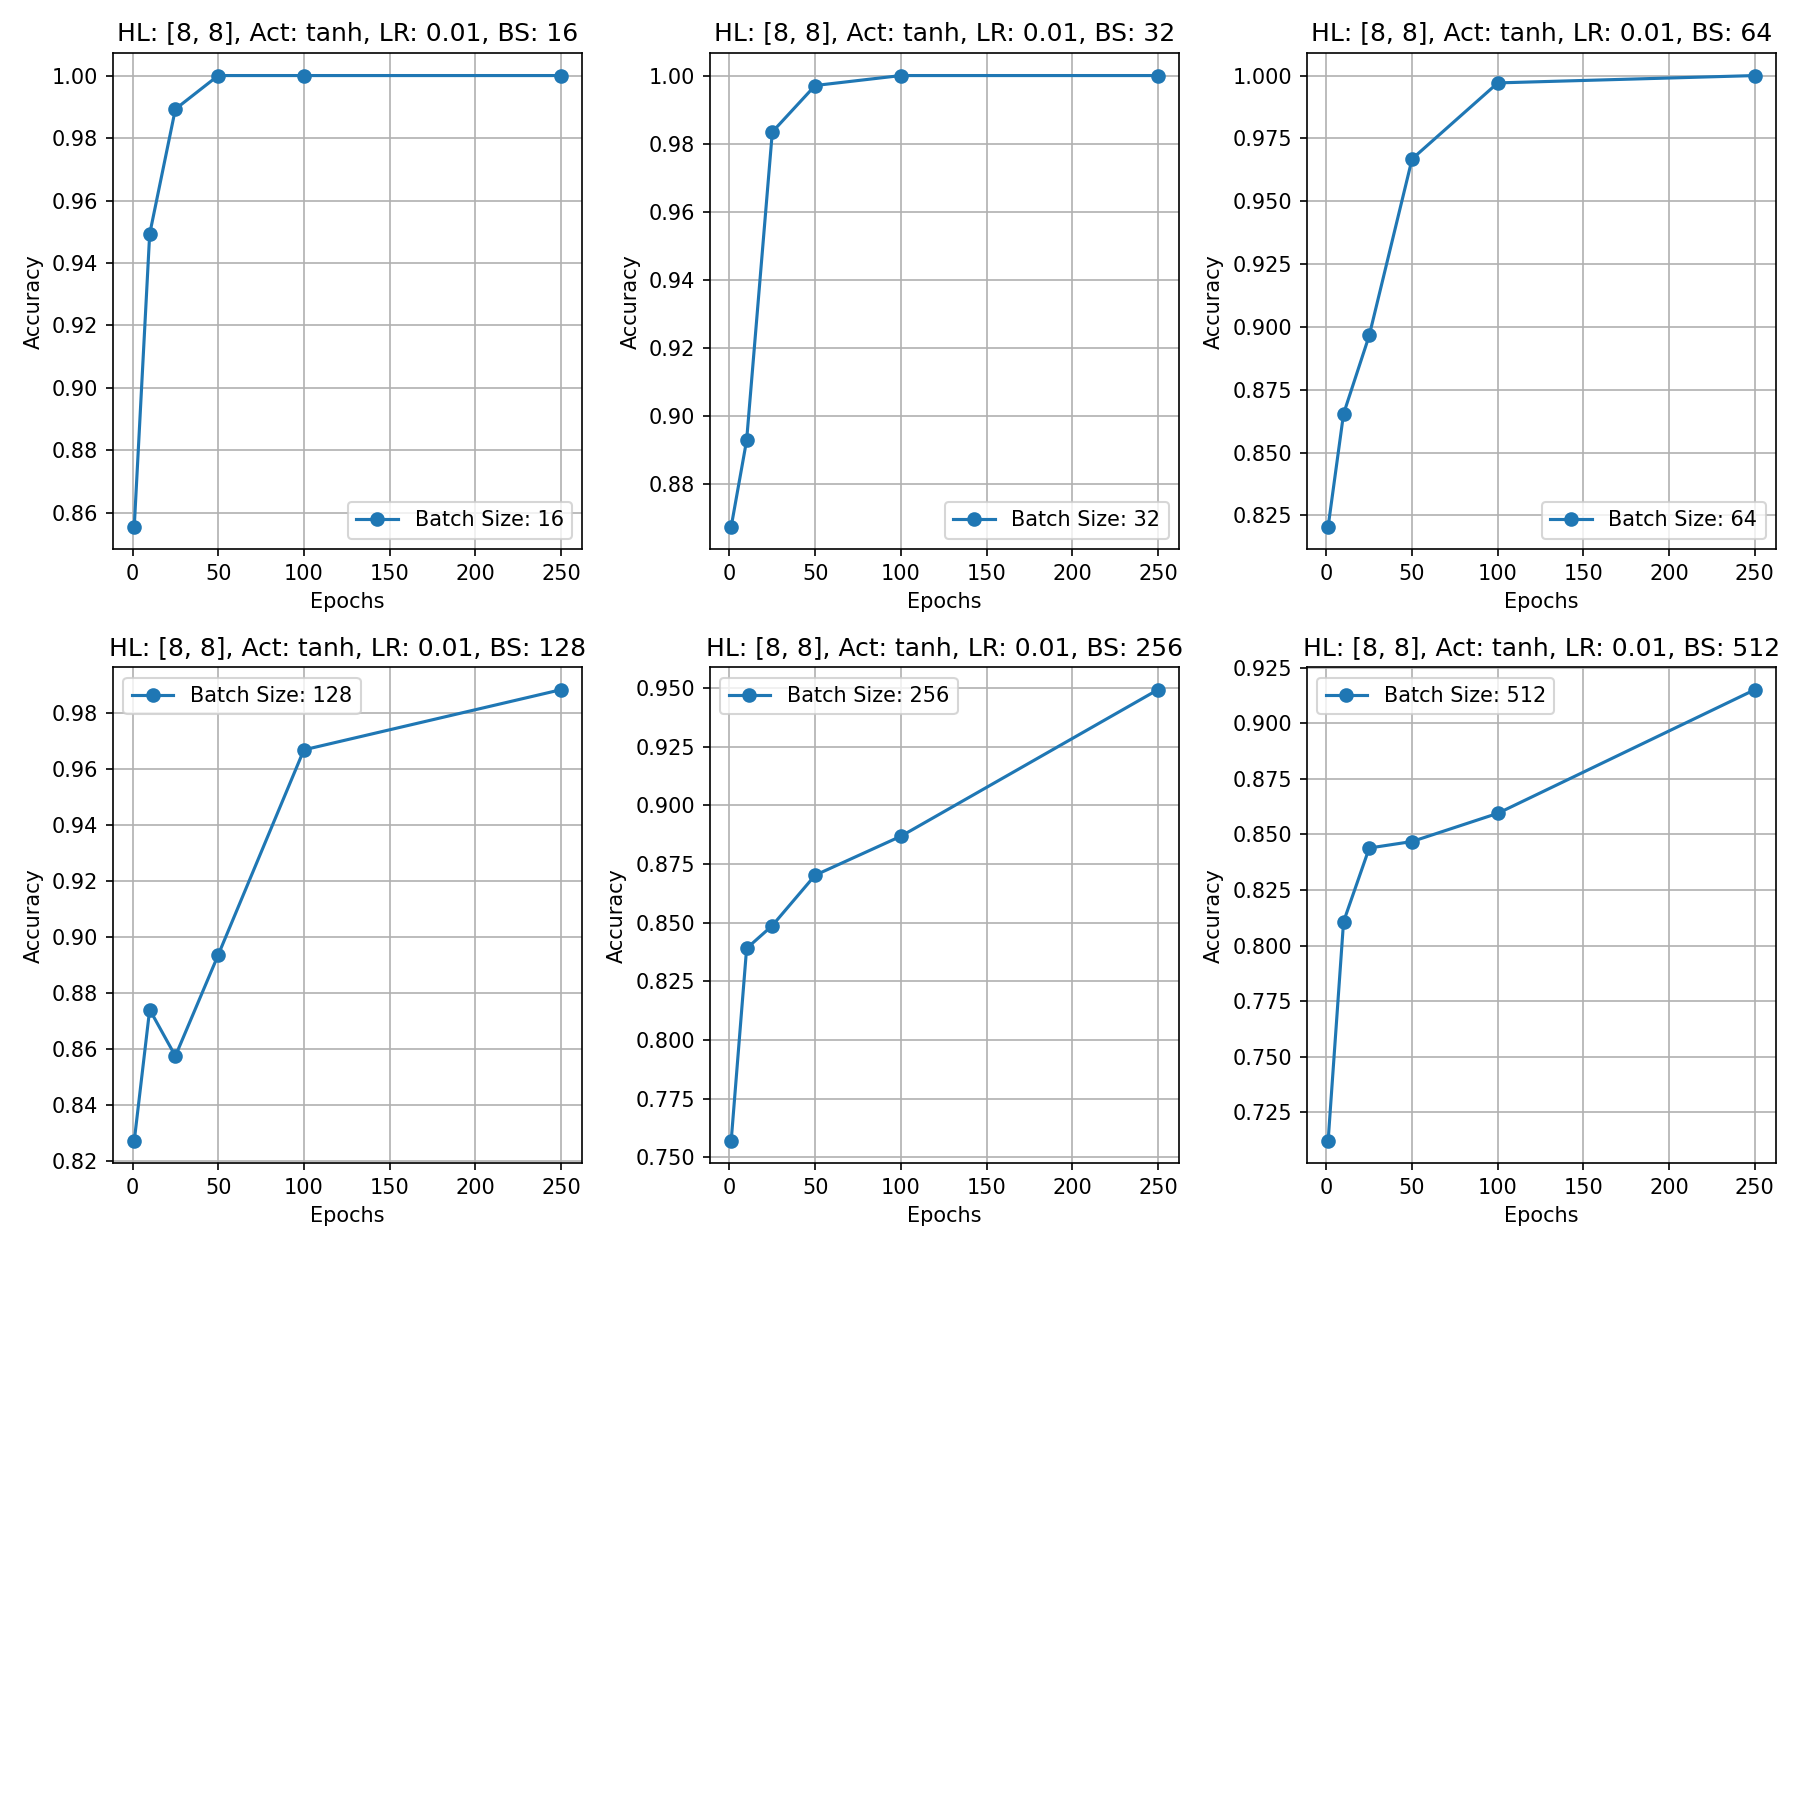 HL: [8, 8], Act: tanh, LR: 0.01, BS: 16
1.00
0.98
0.96
0.94
0.92
0.90
0.88
0.86
Accuracy
Batch Size: 16
0 50 100 150 200 250
Epochs
HL: [8, 8], Act: tanh, LR: 0.01, BS: 32
1.00
0.98
0.96
0.94
0.92
0.90
0.88
Accuracy
Batch Size: 32
0 50 100 150 200 250
Epochs
HL: [8, 8], Act: tanh, LR: 0.01, BS: 64
1.000
0.975
0.950
0.925
0.900
0.875
0.850
0.825
Accuracy
Batch Size: 64
0 50 100 150 200 250
Epochs
HL: [8, 8], Act: tanh, LR: 0.01, BS: 128
Batch Size: 128
0.98
0.96
0.94
0.92
0.90
0.88
0.86
0.84
0.82
Accuracy
0 50 100 150 200 250
Epochs
HL: [8, 8], Act: tanh, LR: 0.01, BS: 256
Batch Size: 256
0.950
0.925
0.900
0.875
0.850
0.825
0.800
0.775
0.750
Accuracy
0 50 100 150 200 250
Epochs
HL: [8, 8], Act: tanh, LR: 0.01, BS: 512
Batch Size: 512
0.925
0.900
0.875
0.850
0.825
0.800
0.775
0.750
0.725
Accuracy
0 50 100 150 200 250
Epochs